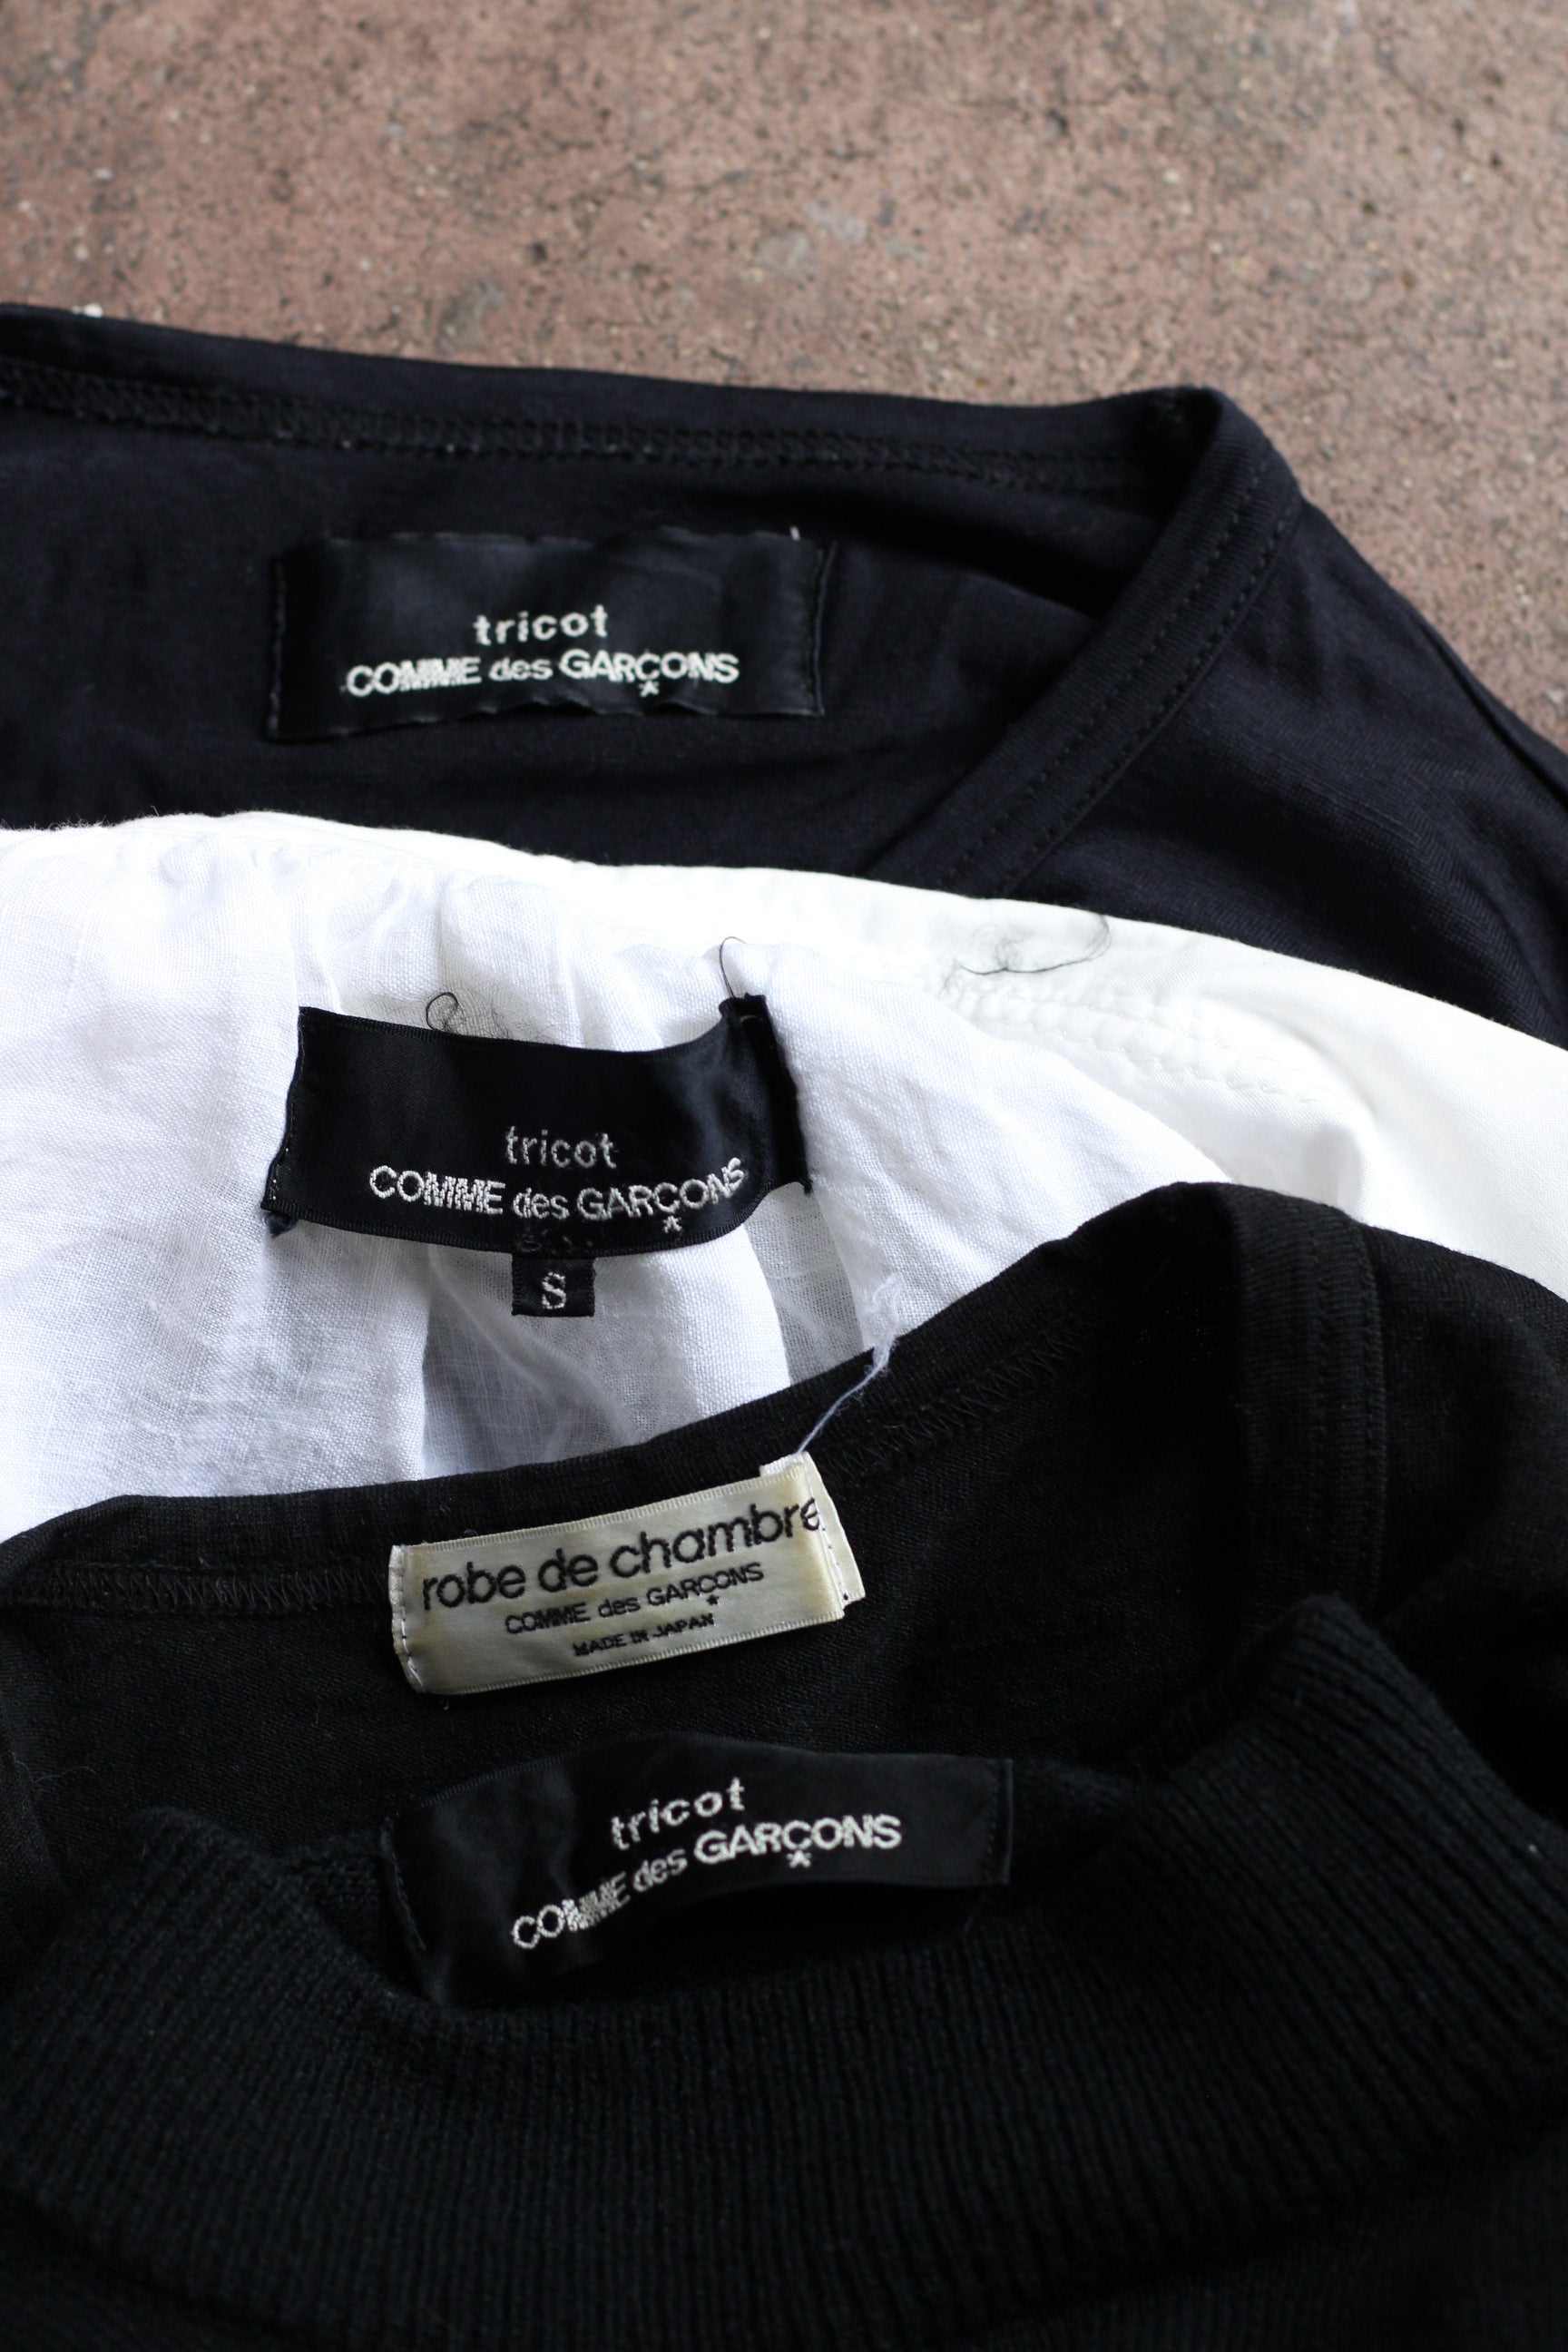 tricot
COMME des GARÇONS
tricot
COMME des GARÇONS
S
robe de chambre
COMME des GARÇONS
MADE IN JAPAN
tricot
COMME des GARÇONS